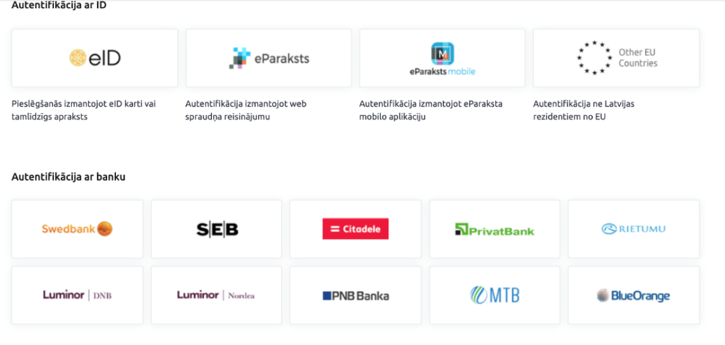 Autentifikācija ar ID
eID
eParaksts
eParaksts mobile
Other EU
Countries
Pieslēgšanās izmantojot eID karti vai
tamlīdzīgs apraksts
Autentifikācija izmantojot web
spraudņa reisinājumu
Autentifikācija izmantojot eParaksta
mobilo aplikāciju
Autentifikācija ne Latvijas
rezidentiem no EU
Autentifikācija ar banku
Swedbank
SEB
Citadele
PrivatBank
RIETUMU
Luminor | DNB
Luminor | Nordea
PNB Banka
MTB
BlueOrange